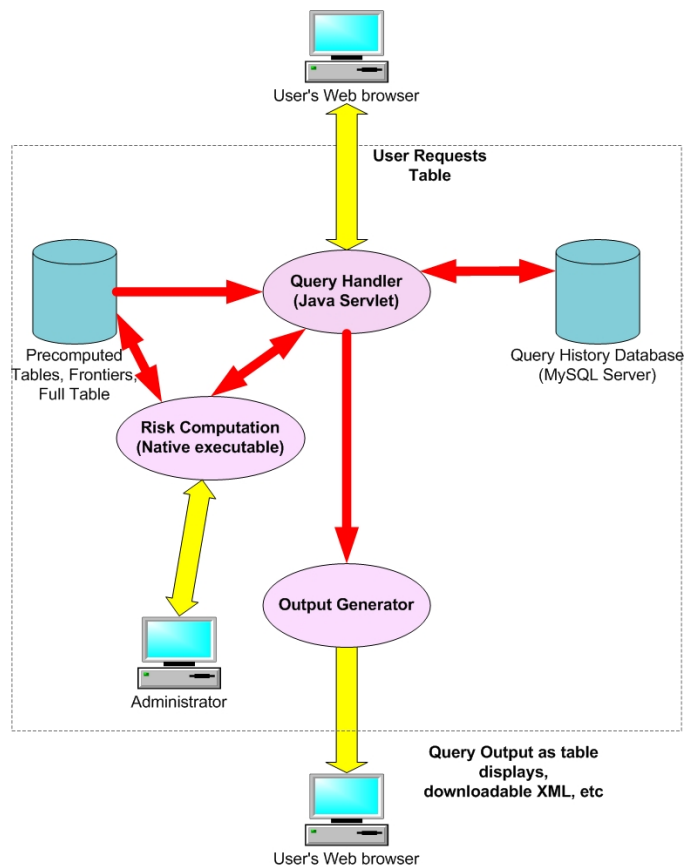 User's Web browser
User Requests
Table
Query Handler
(Java Servlet)
Precomputed
Tables, Frontiers,
Full Table
Query History Database
(MySQL Server)
Risk Computation
(Native executable)
Output Generator
Administrator
Query Output as table
displays,
downloadable XML, etc
User's Web browser